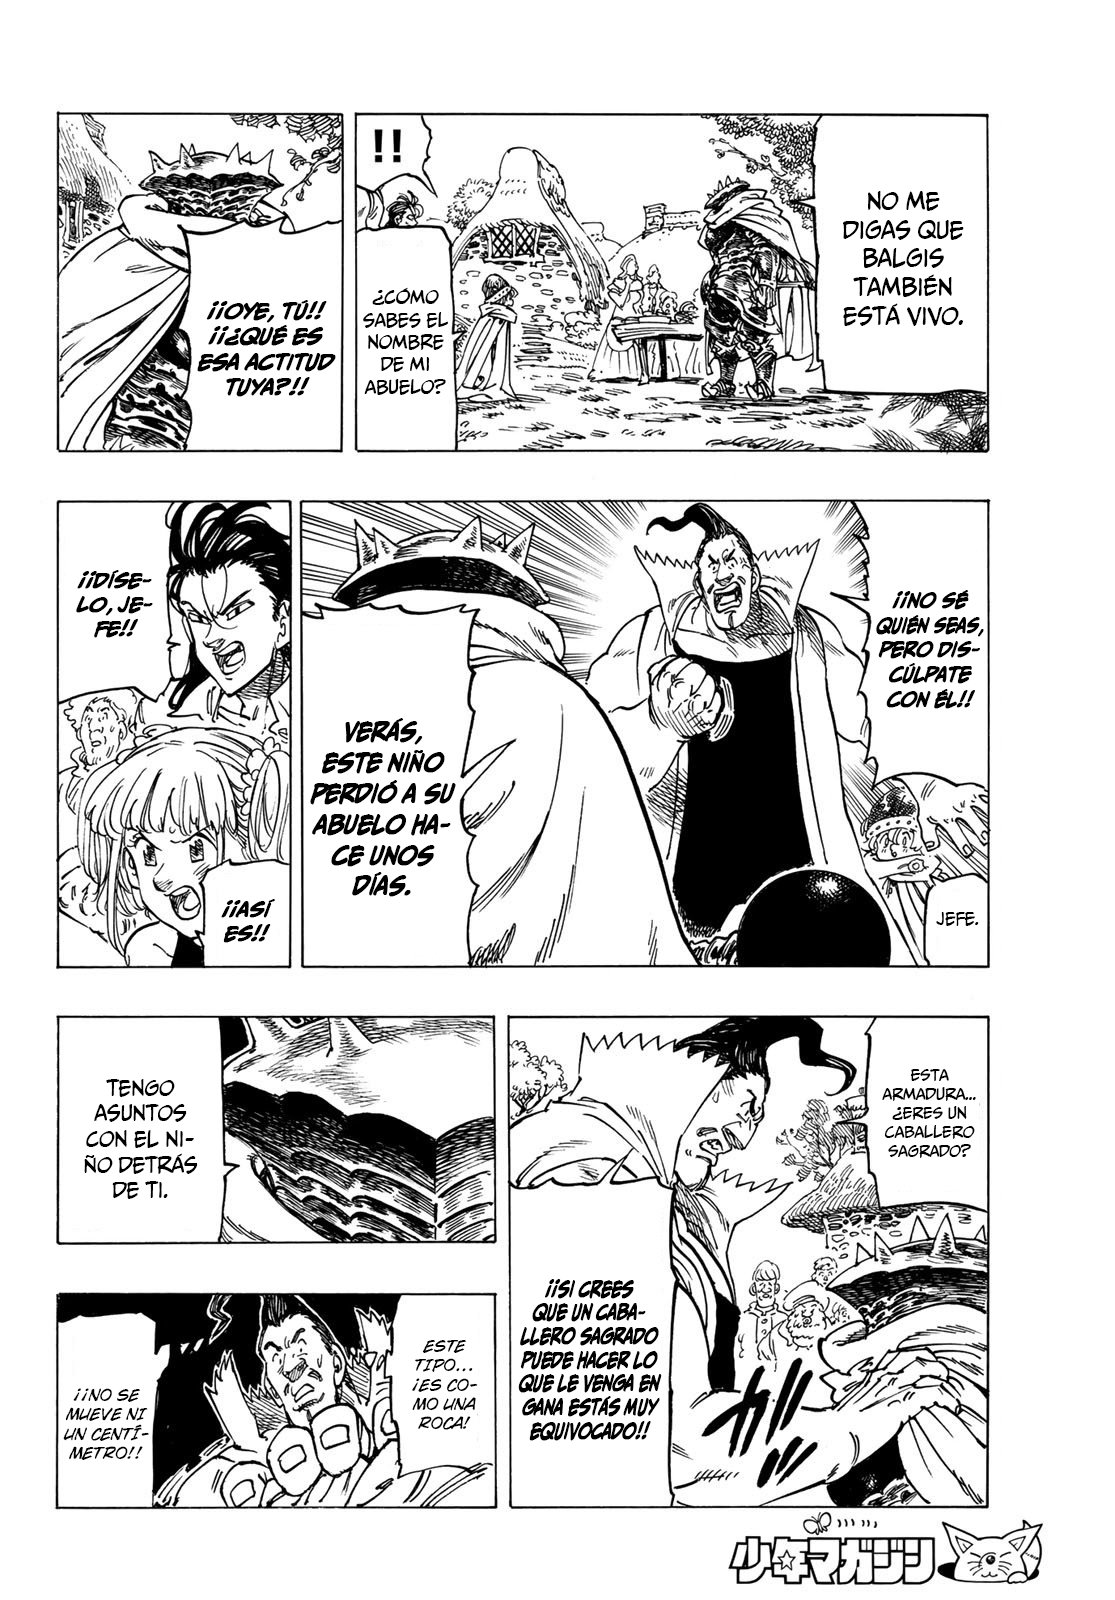 NO ME
DIGAS QUE
BALGIS
TAMBIÉN
ESTÁ VIVO.
!!
¿CÓMO
SABES EL
NOMBRE
DE MI
ABUELO?
¡¡OYE, TÚ!!
¡¡¿QUÉ ES
ESA ACTITUD
TUYA?!!
¡¡NO SÉ
QUIÉN SEAS,
PERO DIS-
CÚLPATE
CON ÉL!!
JEFE.
VERÁS,
ESTE NIÑO
PERDIÓ A SU
ABUELO HA-
CE UNOS
DÍAS.
¡¡DÍSE-
LO, JE-
FE!!
¡¡ASÍ
ES!!
ESTA
ARMADURA...
¿ERES UN
CABALLERO
SAGRADO?
¡¡SI CREES
QUE UN CABA-
LLERO SAGRADO
PUEDE HACER LO
QUE LE VENGA EN
GANA ESTÁS MUY
EQUIVOCADO!!
ガッ
TENGO
ASUNTOS
CON EL NI-
ÑO DETRÁS
DE TI.
ESTE
TIPO...
¡ES CO-
MO UNA
ROCA!
¡¡NO SE
MUEVE NI
UN CENTÍ-
METRO!!
少年マガジン